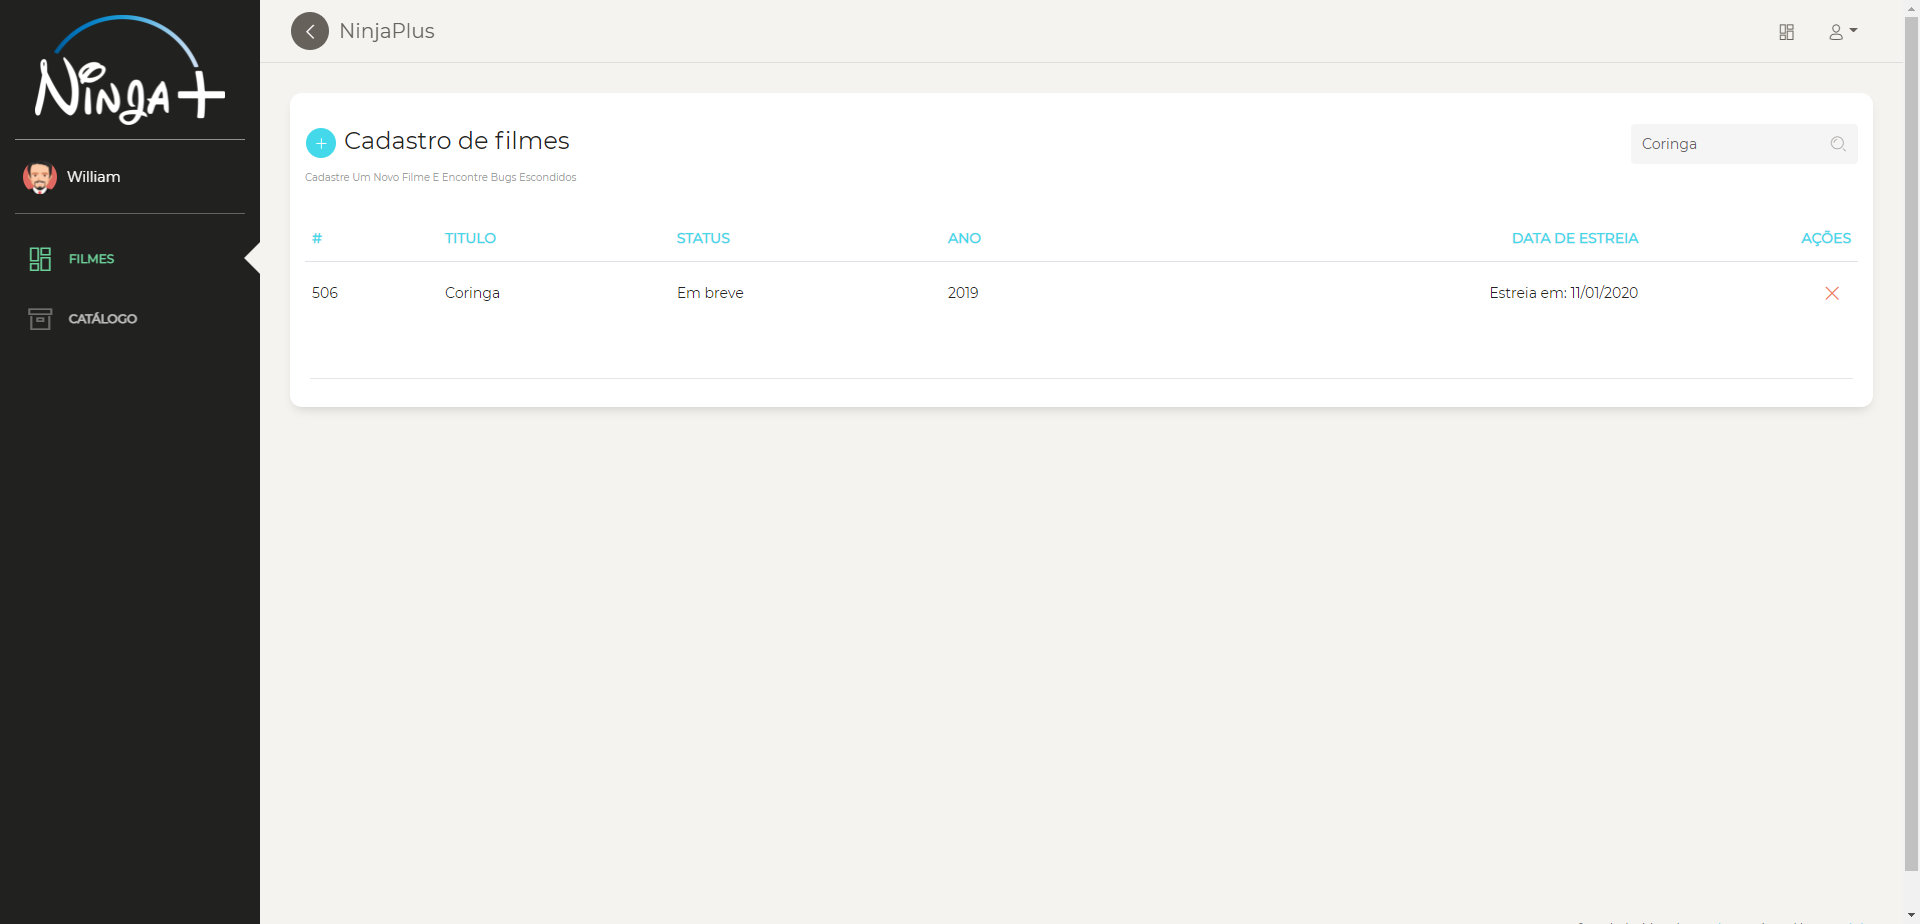 Ninja+
NinjaPlus
William
FILMES
CATÁLOGO
Cadastro de filmes
Coringa
Cadastre Um Novo Filme E Encontre Bugs Escondidos
# TITULO STATUS ANO DATA DE ESTREIA AÇÕES
506 Coringa Em breve 2019 Estreia em: 11/01/2020